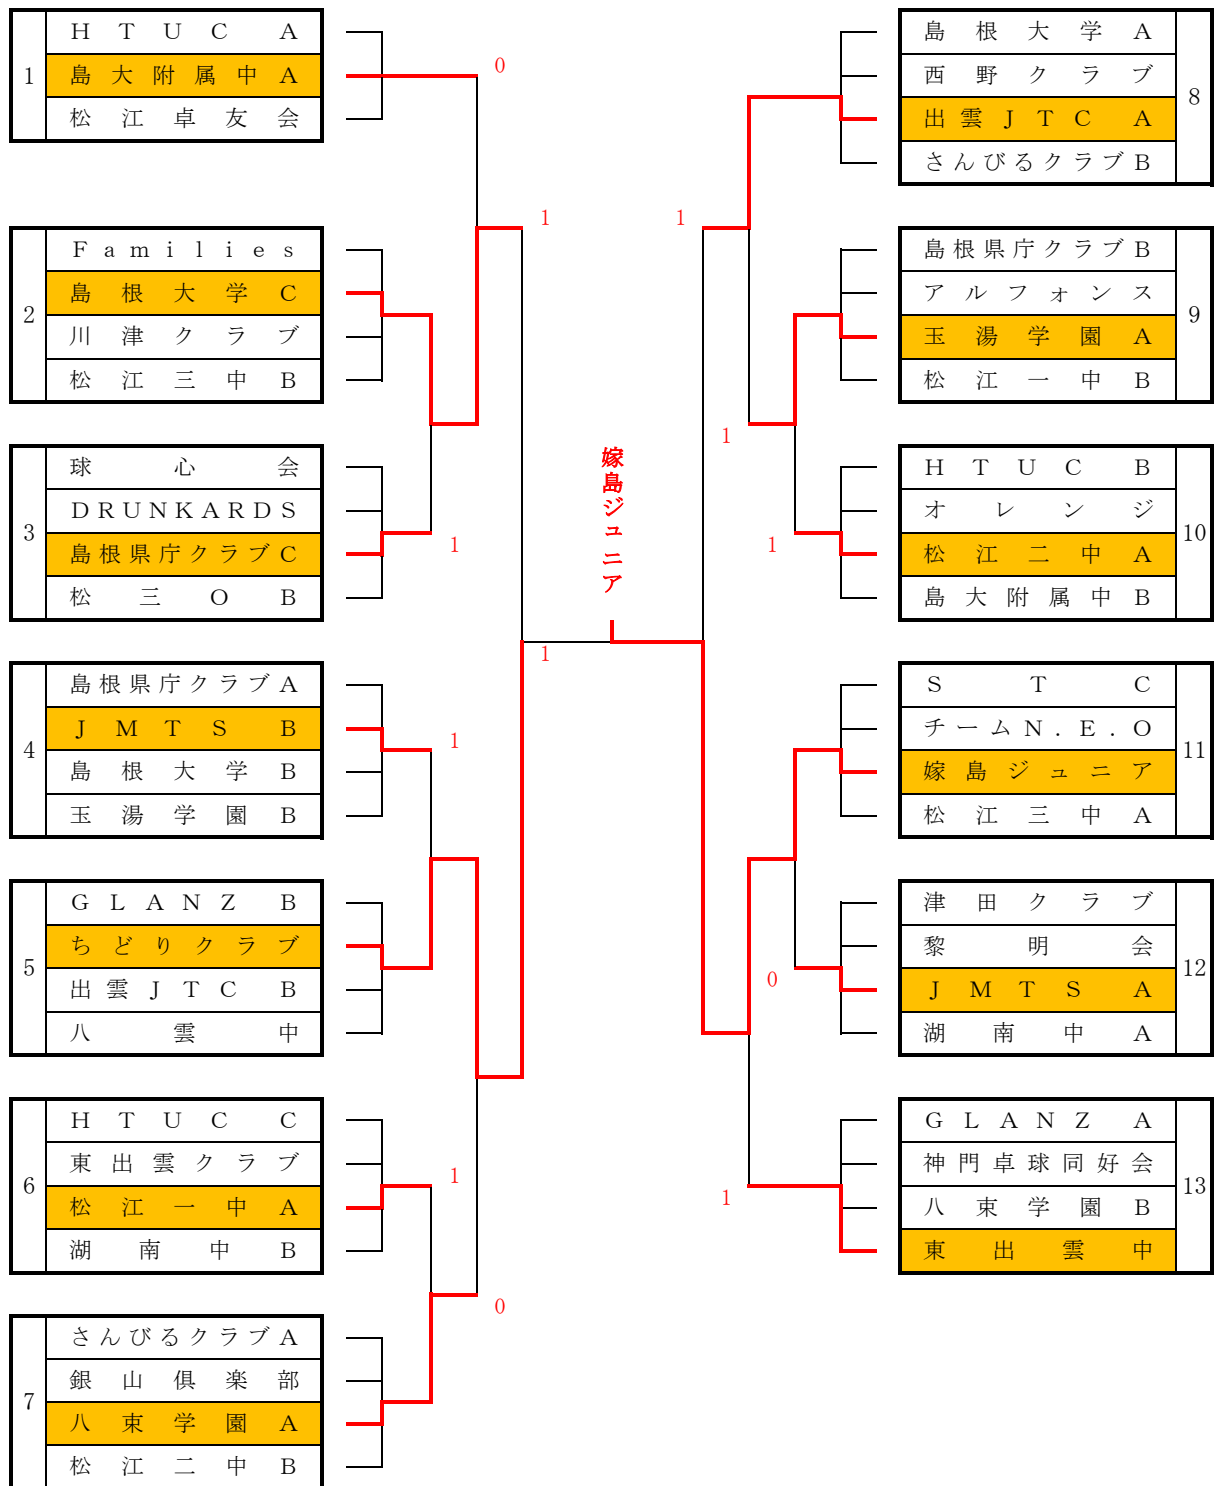 1
HTUC A
島大附属中A
松江卓友会
2
Families
島根大学C
川津クラブ
松江三中B
3
球心会
DRUNKARDS
島根県庁クラブC
松三OB
4
島根県庁クラブA
JMTS B
島根大学B
玉湯学園B
5
GLANZ B
ちどりクラブ
出雲JTC B
八雲中
6
HTUC C
東出雲クラブ
松江一中A
湖南中B
7
さんびるクラブA
銀山倶楽部
八束学園A
松江二中B
0
1
1
1
1
1
0
嫁島ジュニア
1
1
1
0
1
8
島根大学A
西野クラブ
出雲JTC A
さんびるクラブB
9
島根県庁クラブB
アルフォンス
玉湯学園A
松江一中B
10
HTUC B
オレンジ
松江二中A
島大附属中B
11
STC
チームN.E.O
嫁島ジュニア
松江三中A
12
津田クラブ
黎明会
JMTS A
湖南中A
13
GLANZ A
神門卓球同好会
八束学園B
東出雲中